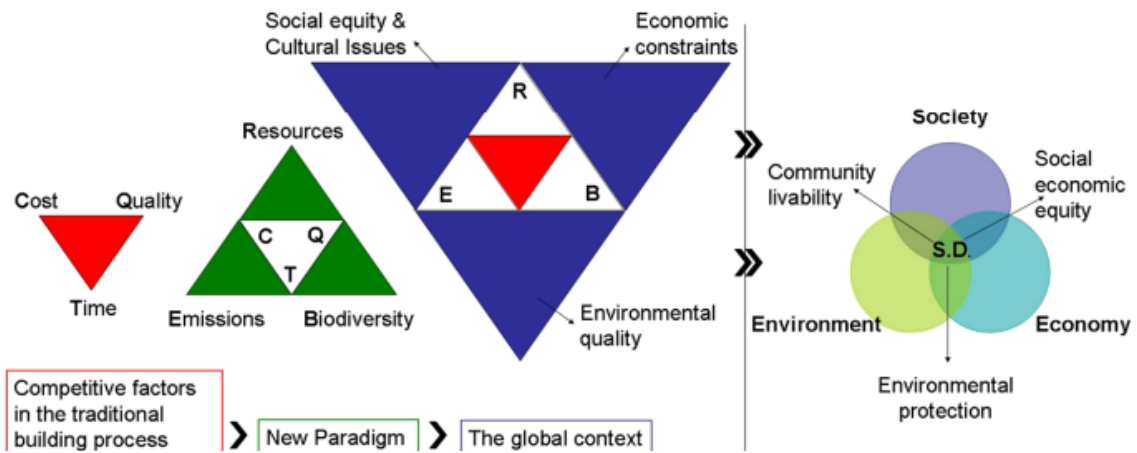 Social equity &
Cultural Issues
Economic
constraints
R
E
B
Environmental
quality
Resources
C
Q
T
Emissions
Biodiversity
Cost
Quality
Time
Competitive factors
in the traditional
building process
New Paradigm
The global context
Society
Community
livability
Social
economic
equity
S.D.
Environment
Economy
Environmental
protection